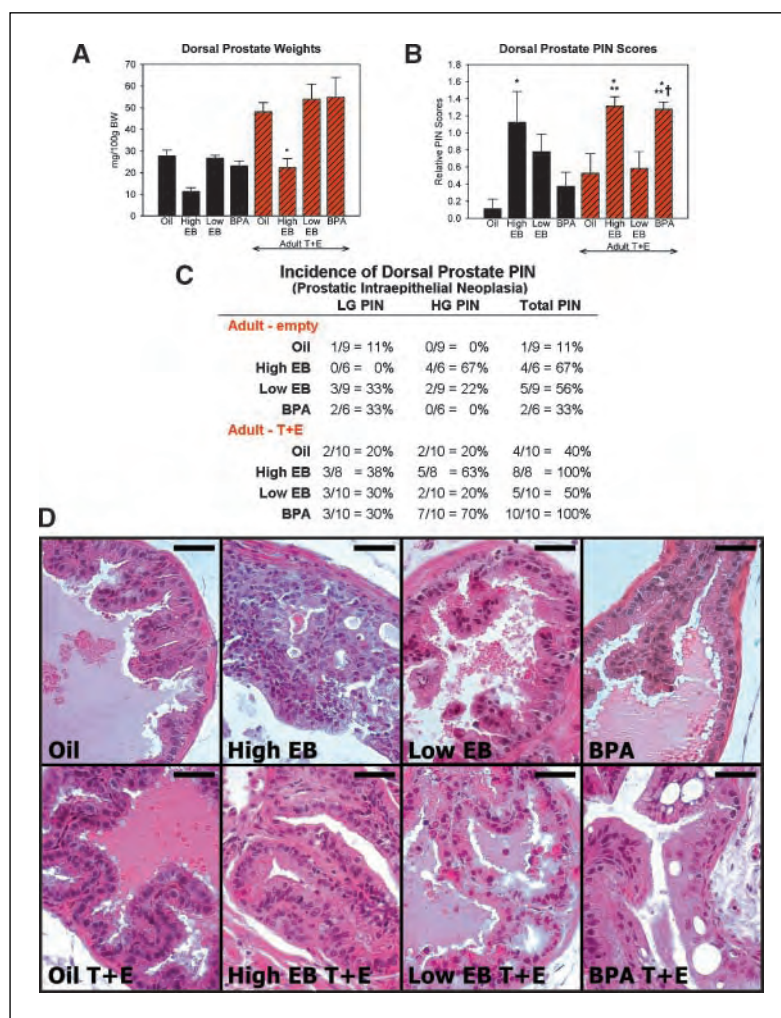 A
Dorsal Prostate Weights
mg/100g BW
70
60
50
40
30
20
10
0
*
Oil High EB Low EB BPA Oil High EB Low EB BPA
Adult T+E
B
Dorsal Prostate PIN Scores
Relative PIN Scores
1.8
1.6
1.4
1.2
1.0
0.8
0.6
0.4
0.2
0.0
*
*
**
*
**†
Oil High EB Low EB BPA Oil High EB Low EB BPA
Adult T+E
C
Incidence of Dorsal Prostate PIN
(Prostatic Intraepithelial Neoplasia)
LG PIN HG PIN Total PIN
Adult - empty
Oil 1/9 = 11% 0/9 = 0% 1/9 = 11%
High EB 0/6 = 0% 4/6 = 67% 4/6 = 67%
Low EB 3/9 = 33% 2/9 = 22% 5/9 = 56%
BPA 2/6 = 33% 0/6 = 0% 2/6 = 33%
Adult - T+E
Oil 2/10 = 20% 2/10 = 20% 4/10 = 40%
High EB 3/8 = 38% 5/8 = 63% 8/8 = 100%
Low EB 3/10 = 30% 2/10 = 20% 5/10 = 50%
BPA 3/10 = 30% 7/10 = 70% 10/10 = 100%
D
Oil High EB Low EB BPA
Oil T+E High EB T+E Low EB T+E BPA T+E